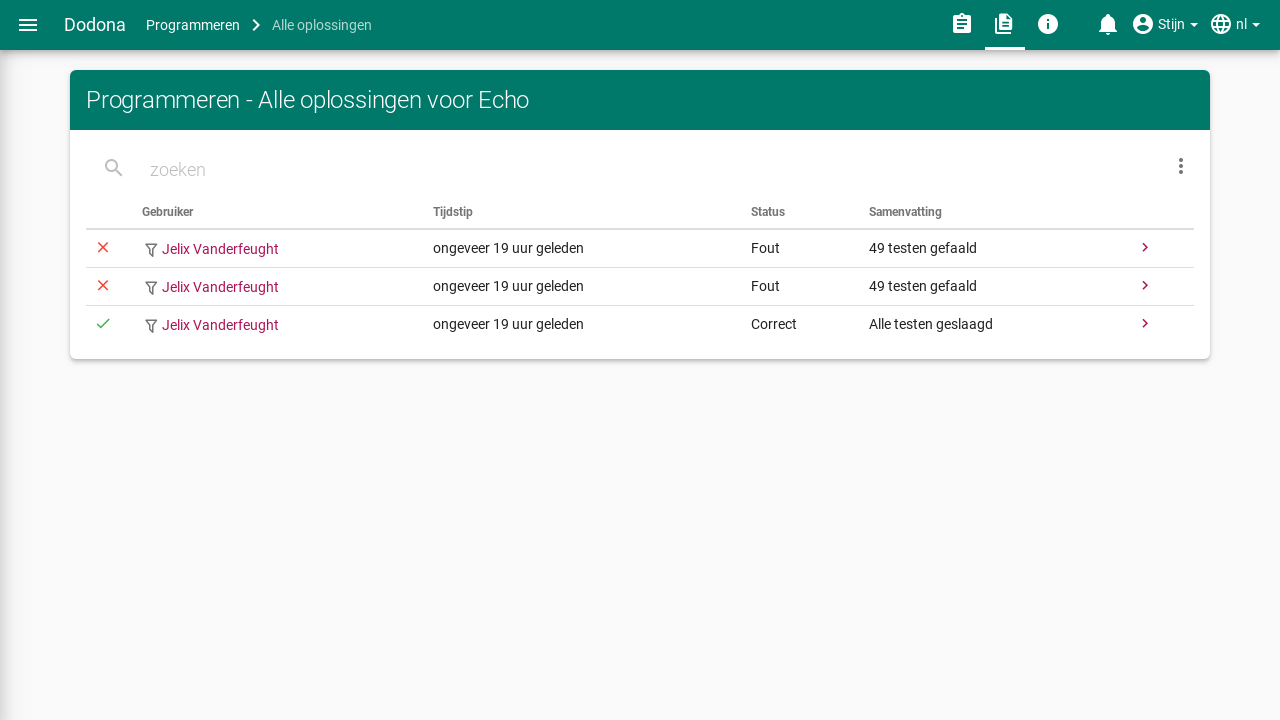 Dodona Programmeren Alle oplossingen Stijn nl
Programmeren - Alle oplossingen voor Echo
zoeken
Gebruiker Tijdstip Status Samenvatting
Jelix Vanderfeught ongeveer 19 uur geleden Fout 49 testen gefaald
Jelix Vanderfeught ongeveer 19 uur geleden Fout 49 testen gefaald
Jelix Vanderfeught ongeveer 19 uur geleden Correct Alle testen geslaagd